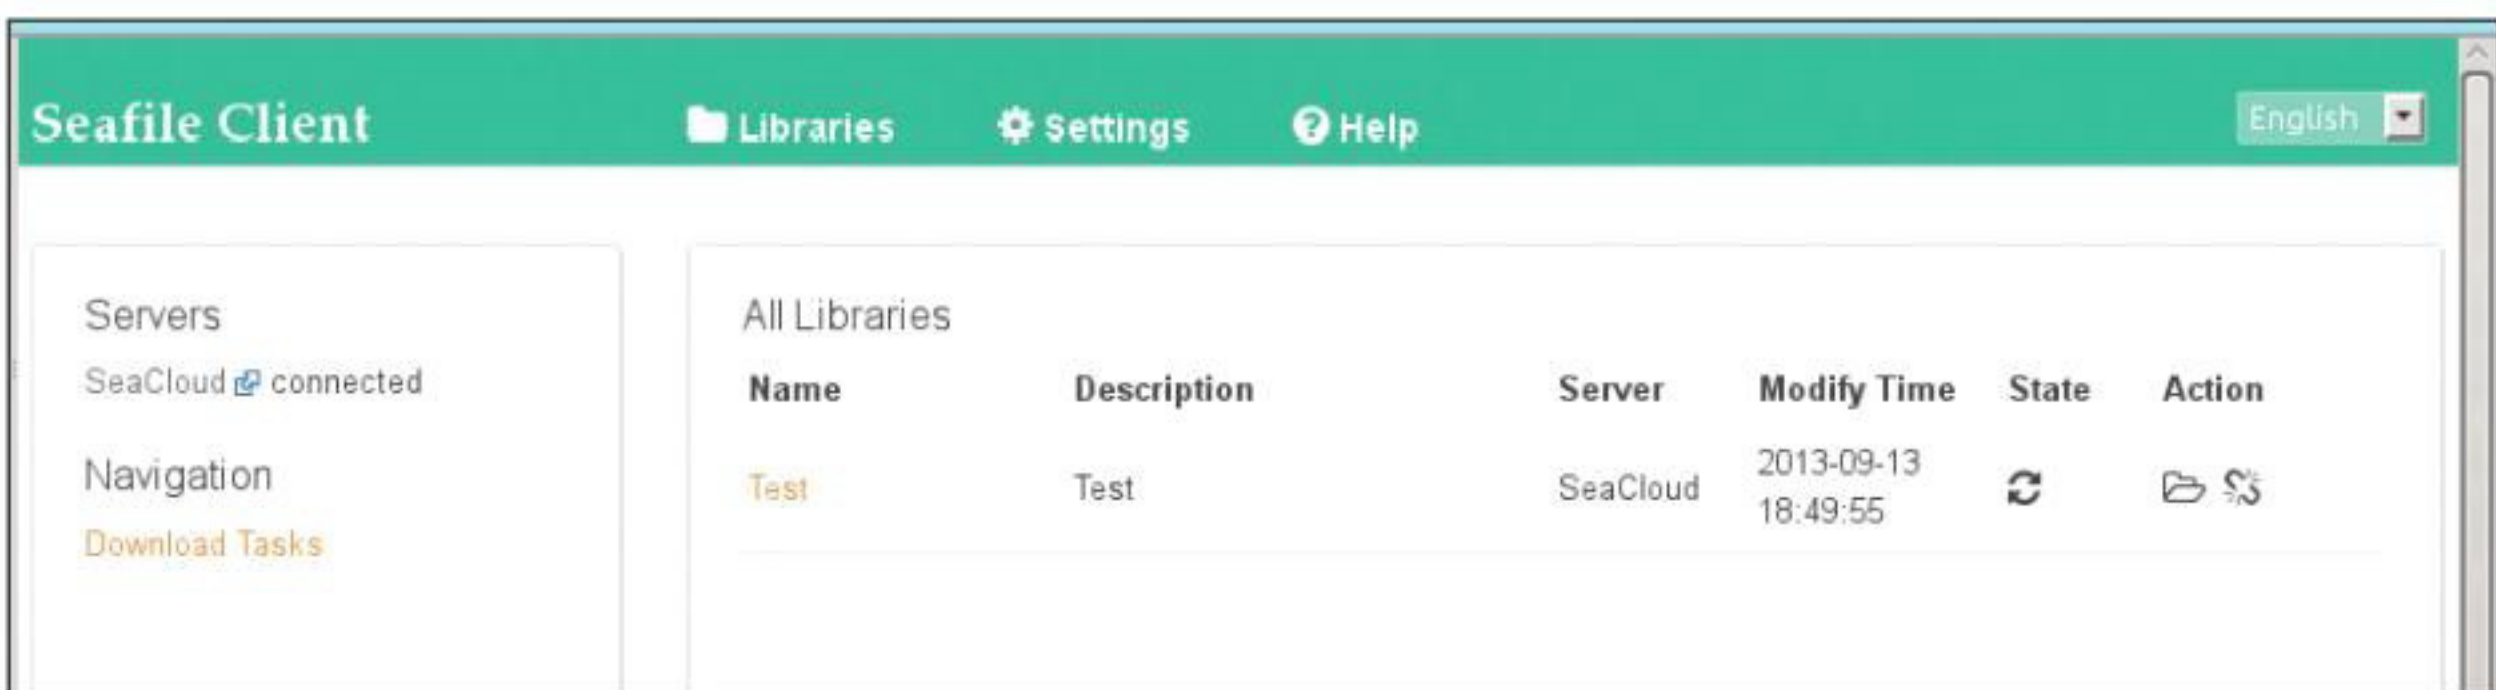 Seafile Client
Libraries
Settings
Help
English
Servers
SeaCloud connected
Navigation
Download Tasks
All Libraries
Name Description Server Modify Time State Action
Test Test SeaCloud 2013-09-13
18:49:55